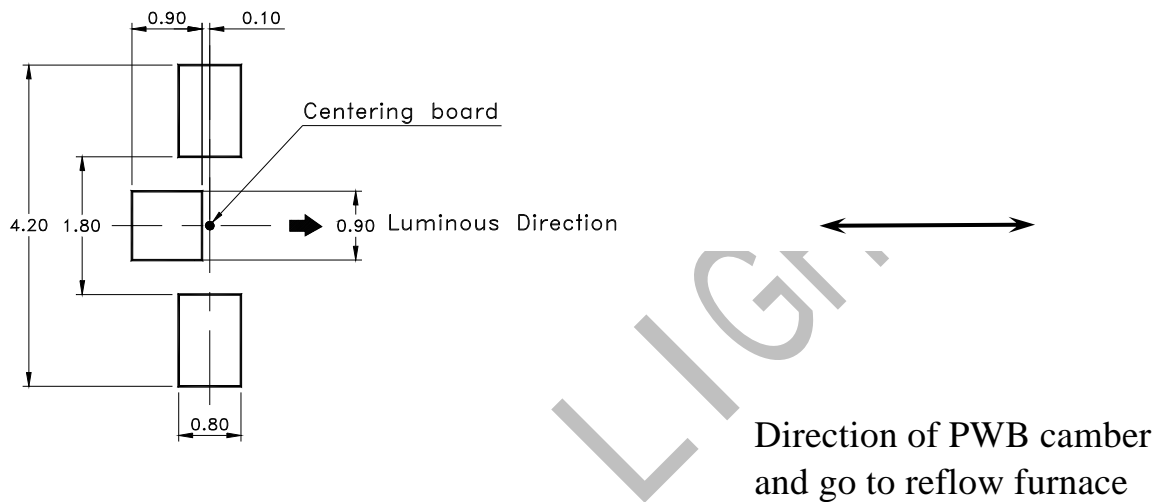 0.90 0.10
Centering board
4.20 1.80 0.90 Luminous Direction
0.80
Direction of PWB camber
and go to reflow furnace